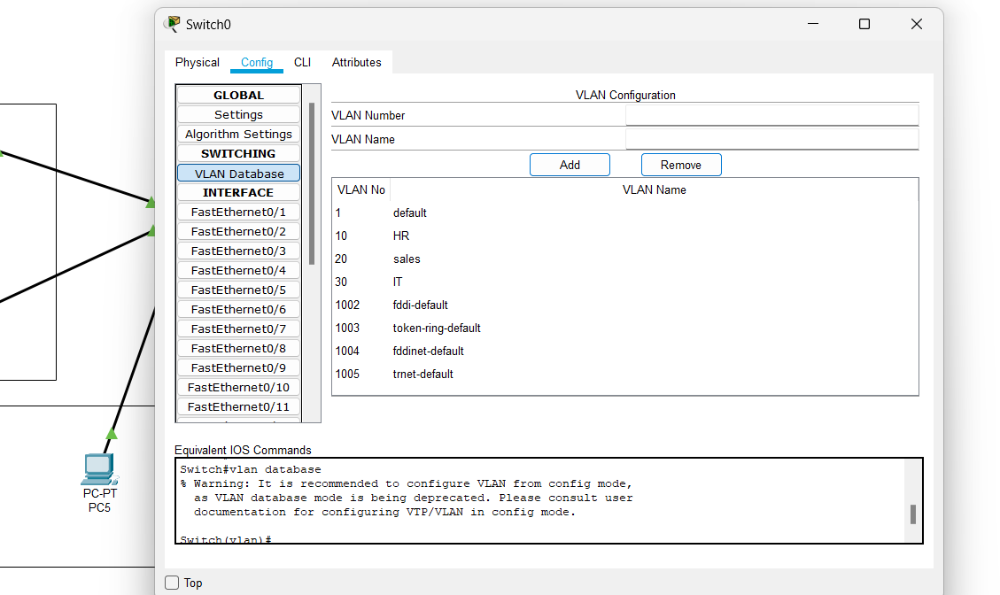 Switch0
Physical Config CLI Attributes
GLOBAL
Settings
Algorithm Settings
SWITCHING
VLAN Database
INTERFACE
FastEthernet0/1
FastEthernet0/2
FastEthernet0/3
FastEthernet0/4
FastEthernet0/5
FastEthernet0/6
FastEthernet0/7
FastEthernet0/8
FastEthernet0/9
FastEthernet0/10
FastEthernet0/11
VLAN Configuration
VLAN Number
VLAN Name
Add Remove
VLAN No VLAN Name
1 default
10 HR
20 sales
30 IT
1002 fddi-default
1003 token-ring-default
1004 fddinet-default
1005 trnet-default
Equivalent IOS Commands
Switch#vlan database
% Warning: It is recommended to configure VLAN from config mode,
as VLAN database mode is being deprecated. Please consult user
documentation for configuring VTP/VLAN in config mode.
Switch(vlan)#
Top
PC-PT
PC5